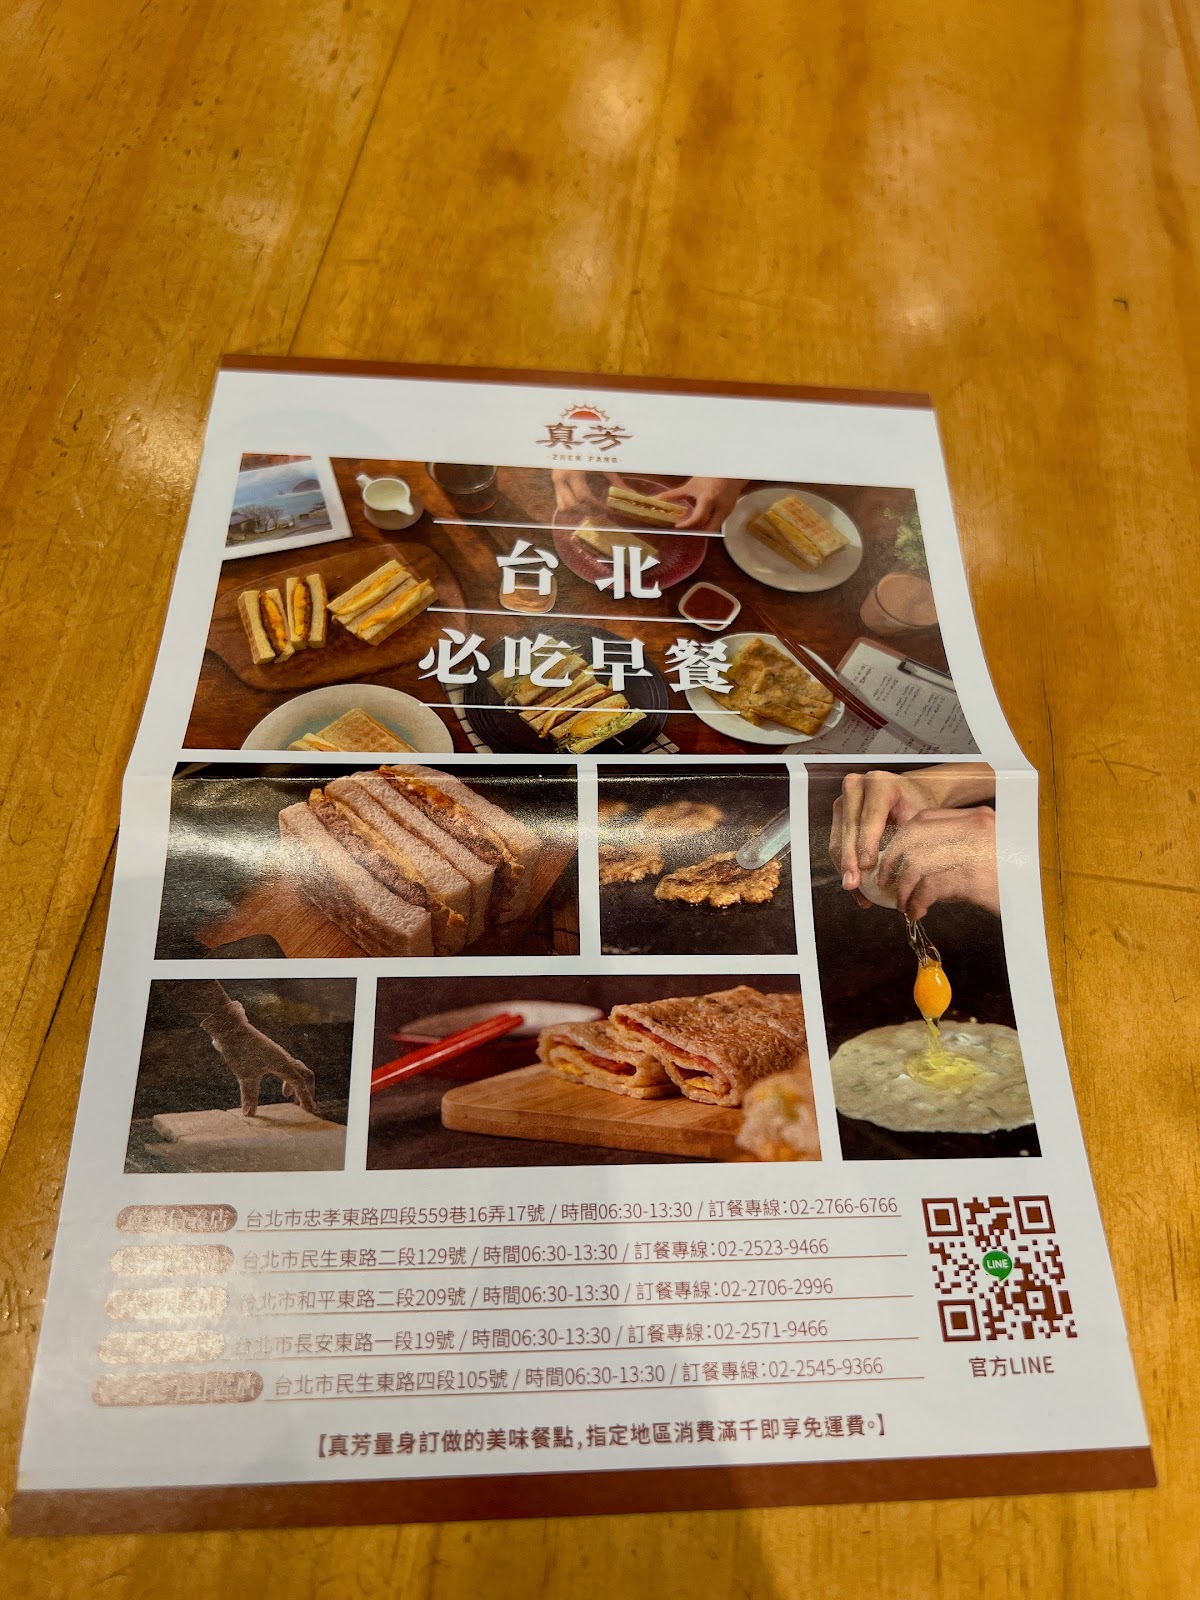 真芳
ZHEN FANG
台北
必吃早餐
台北市忠孝東路四段559巷16弄17號 / 時間06:30-13:30 / 訂餐專線:02-2766-6766
台北市民生東路二段129號 / 時間06:30-13:30 / 訂餐專線:02-2523-9466
台北市和平東路二段209號 / 時間06:30-13:30 / 訂餐專線:02-2706-2996
台北市長安東路一段19號 / 時間06:30-13:30 / 訂餐專線:02-2571-9466
台北市民生東路四段105號 / 時間06:30-13:30 / 訂餐專線:02-2545-9366
LINE
官方LINE
【真芳量身訂做的美味餐點,指定地區消費滿千即享免運費。】